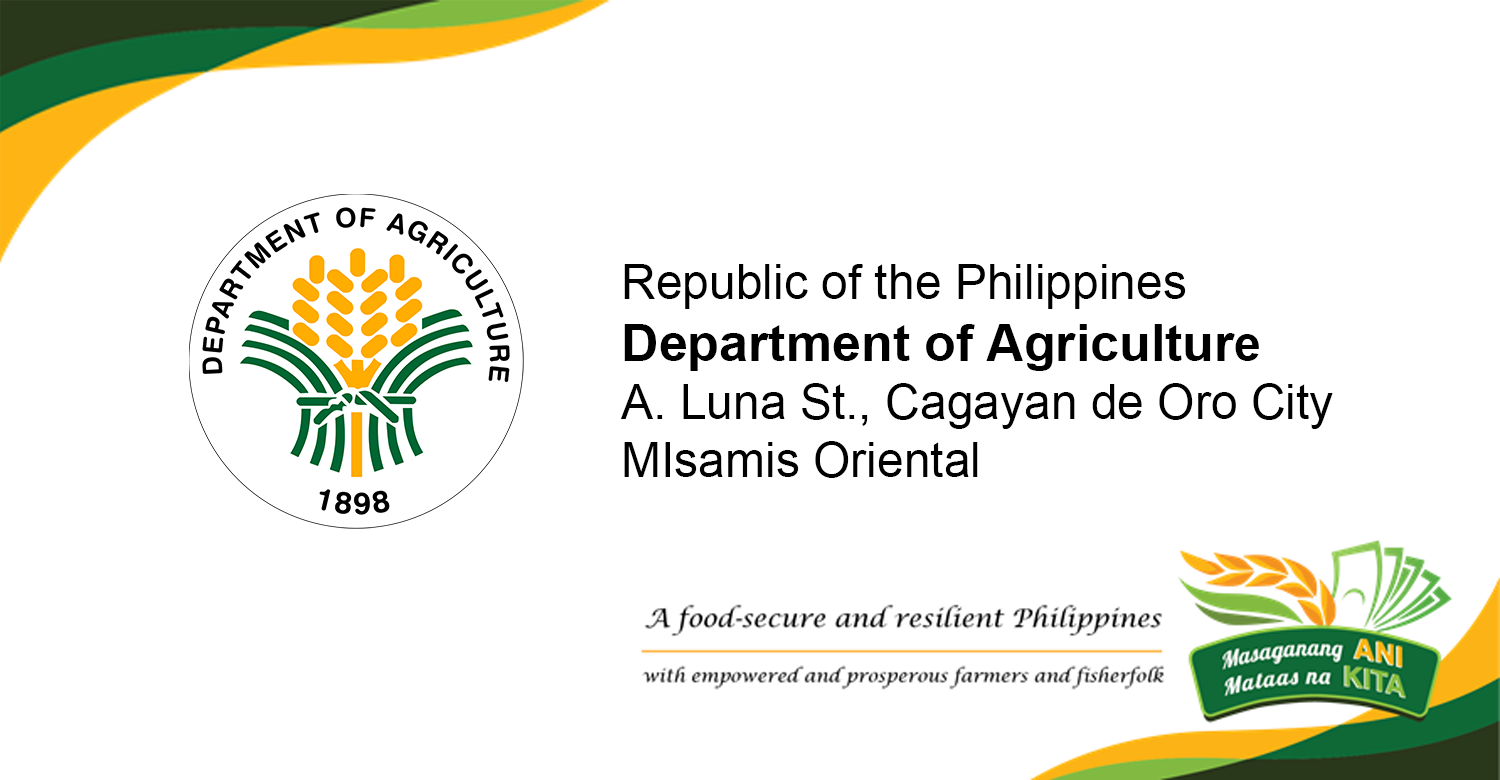 DEPARTMENT OF AGRICULTURE
1898
Republic of the Philippines
Department of Agriculture
A. Luna St., Cagayan de Oro City
MIsamis Oriental
A food-secure and resilient Philippines
with empowered and prosperous farmers and fisherfolk
Masaganang ANI
Mataas na KITA